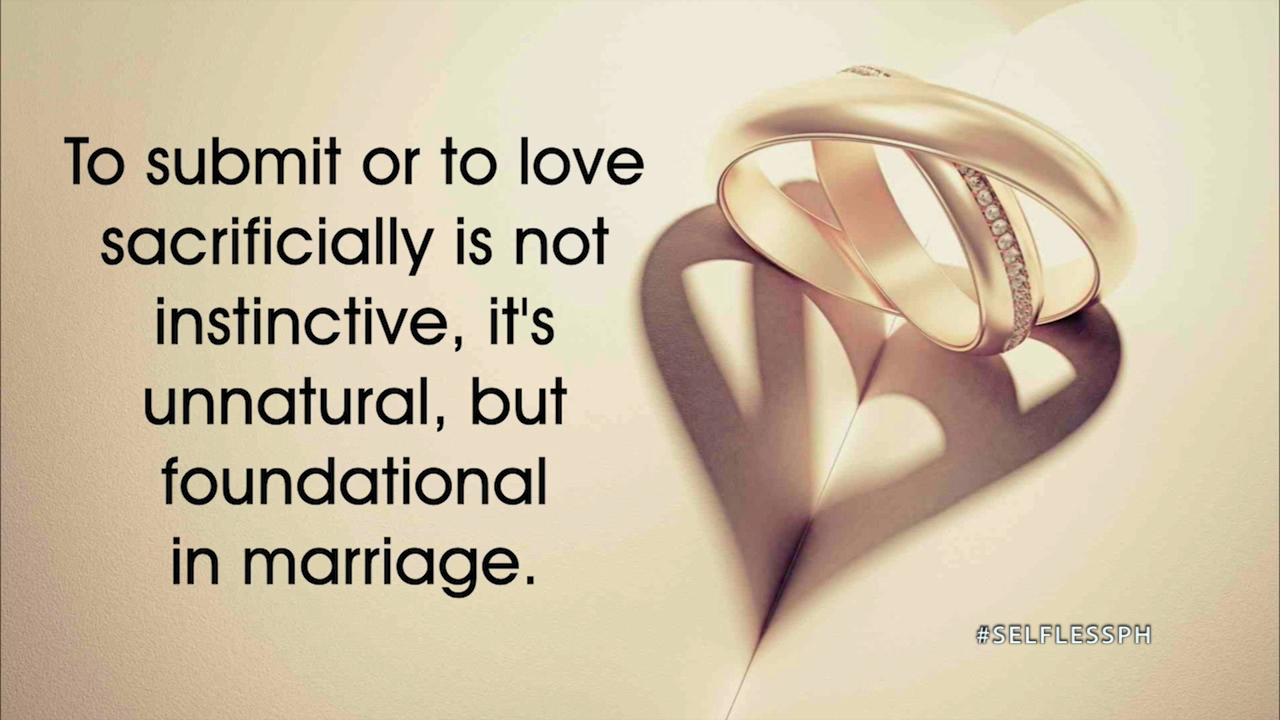 To submit or to love
sacrificially is not
instinctive, it's
unnatural, but
foundational
in marriage.
#SELFLESSPH